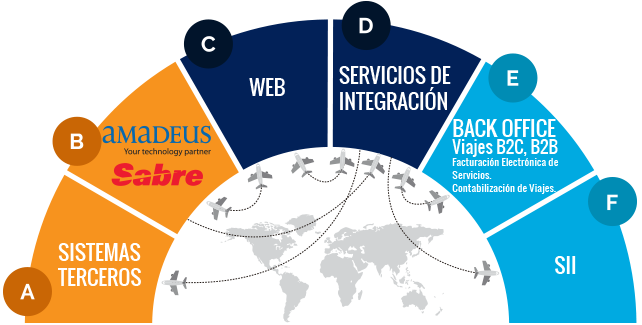 A
SISTEMAS
TERCEROS
B
amadeus
Your technology partner
Sabre
C
WEB
D
SERVICIOS DE
INTEGRACIÓN
E
BACK OFFICE
Viajes B2C, B2B
Facturación Electrónica de
Servicios.
Contabilización de Viajes.
F
SII